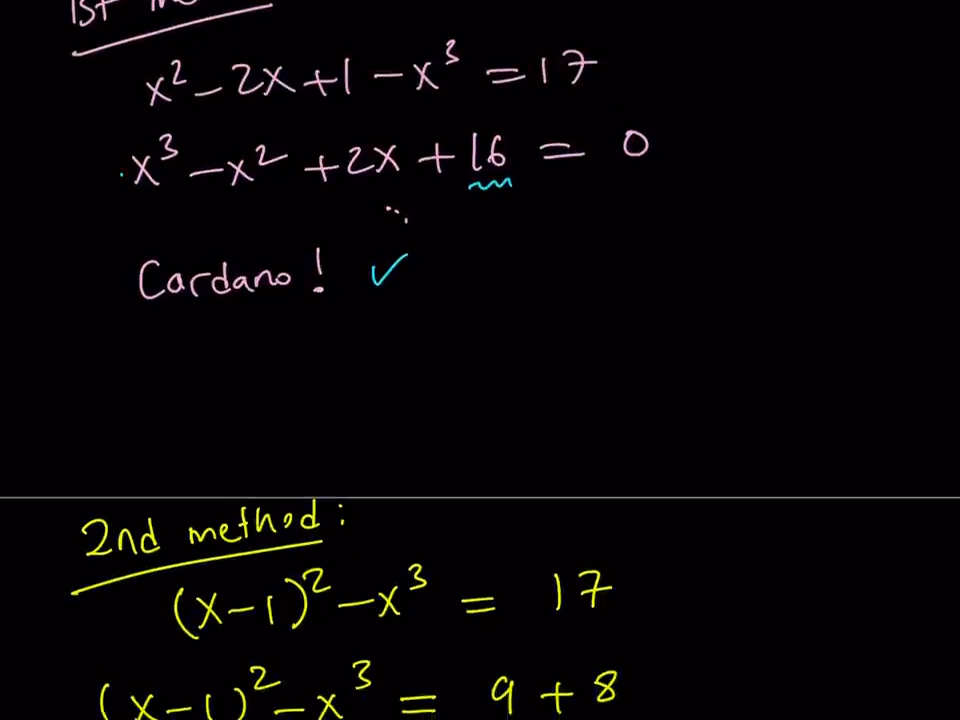 1st
x² - 2x + 1 - x³ = 17
x³ - x² + 2x + 16 = 0
Cardano! ✓
2nd method:
(x-1)² - x³ = 17
(x-1)² - x³ = 9 + 8